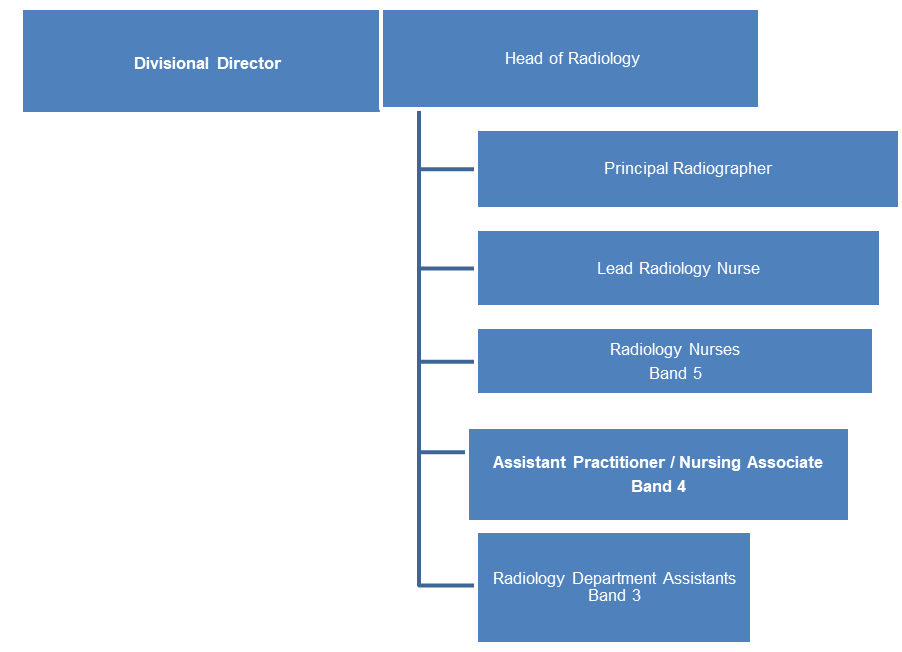 Divisional Director
Head of Radiology
Principal Radiographer
Lead Radiology Nurse
Radiology Nurses
Band 5
Assistant Practitioner / Nursing Associate
Band 4
Radiology Department Assistants
Band 3